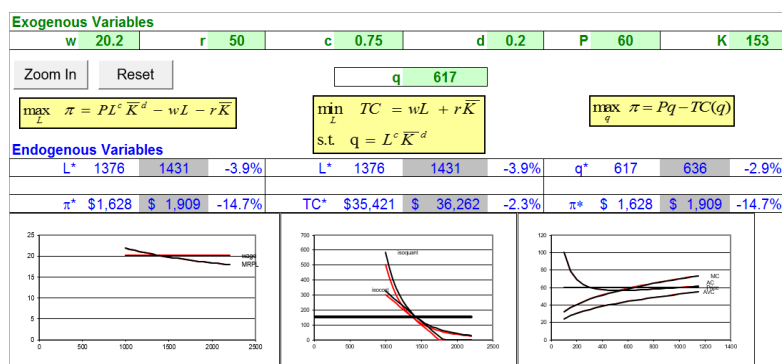 Exogenous Variables
w 20.2 r 50 c 0.75 d 0.2 P 60 K 153
Zoom In Reset q 617
max π = PLᶜK̅ᵈ − wL − rK̅
L
min TC = wL + rK̅
L
s.t. q = LᶜK̅ᵈ
max π = Pq − TC(q)
q
Endogenous Variables
L* 1376 1431 -3.9% L* 1376 1431 -3.9% q* 617 636 -2.9%
π* $1,628 $ 1,909 -14.7% TC* $35,421 $ 36,262 -2.3% π* $ 1,628 $ 1,909 -14.7%
25
20
15
10
5
0
0 500 1000 1500 2000 2500
wage
MRPL
700
600
500
400
300
200
100
0
0 500 1000 1500 2000 2500
isoquant
isocost
120
100
80
60
40
20
0
0 200 400 600 800 1000 1200 1400
MC
AC
AVC